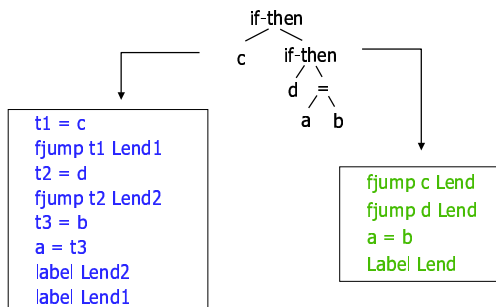 if-then
c if-then
d =
a b
t1 = c
fjump t1 Lend1
t2 = d
fjump t2 Lend2
t3 = b
a = t3
label Lend2
label Lend1
fjump c Lend
fjump d Lend
a = b
Label Lend